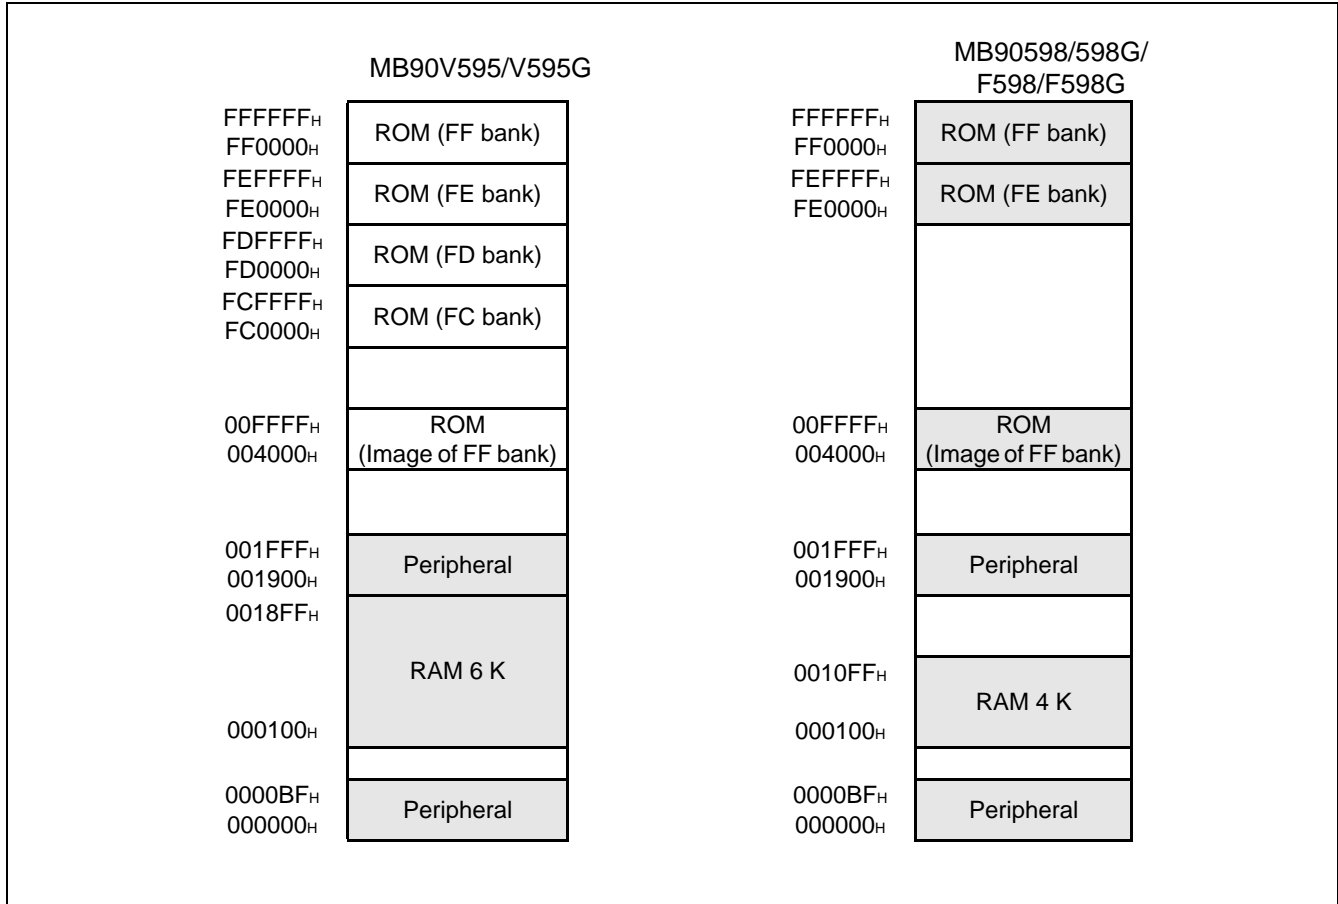 MB90V595/V595G
FFFFFFH
FF0000H
ROM (FF bank)
FEFFFFH
FE0000H
ROM (FE bank)
FDFFFFH
FD0000H
ROM (FD bank)
FCFFFFH
FC0000H
ROM (FC bank)
00FFFFH
004000H
ROM
(Image of FF bank)
001FFFH
001900H
Peripheral
0018FFH
RAM 6 K
000100H
0000BFH
000000H
Peripheral
MB90598/598G/
F598/F598G
FFFFFFH
FF0000H
ROM (FF bank)
FEFFFFH
FE0000H
ROM (FE bank)
00FFFFH
004000H
ROM
(Image of FF bank)
001FFFH
001900H
Peripheral
0010FFH
RAM 4 K
000100H
0000BFH
000000H
Peripheral